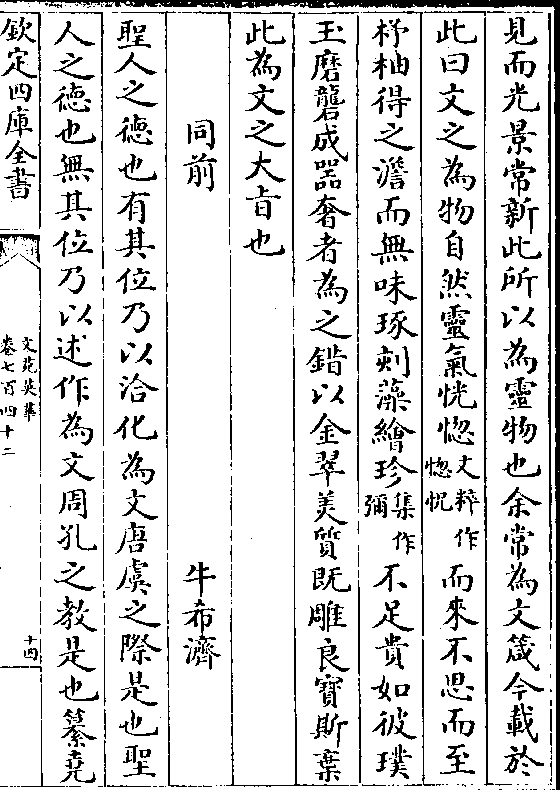 見而光景常新此所以為靈物也余常為文箴今載於
此曰文之為物自然靈氣恍惚文粹作惚怳而來不思而至
杼柚得之澹而無味琢刻藻繪珍集作彌不足貴如彼璞
玉磨礱成器奢者為之錯以金翠美質既雕良寶斯棄
此為文之大旨也
同前 牛希濟
聖人之德也有其位乃以治化為文唐虞之際是也聖
人之德也無其位乃以述作為文周孔之教是也纂堯
欽定四庫全書
文苑英華
卷七百四十二
十四